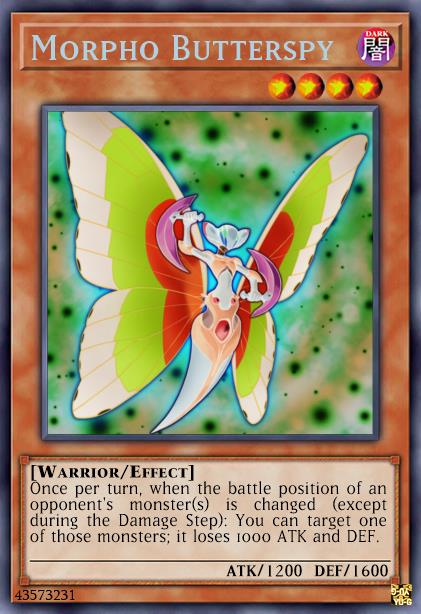 MORPHO BUTTERSPY
DARK
闇
[WARRIOR/EFFECT]
Once per turn, when the battle position of an
opponent's monster(s) is changed (except
during the Damage Step): You can target one
of those monsters; it loses 1000 ATK and DEF.
ATK/1200 DEF/1600
43573231